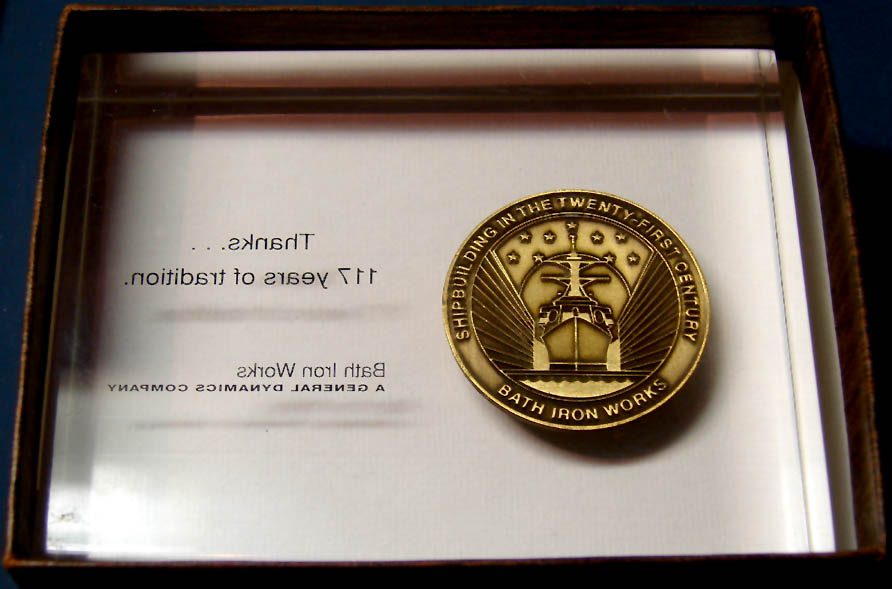 Thanks. . .
117 years of tradition.
Bath Iron Works
A GENERAL DYNAMICS COMPANY
SHIPBUILDING IN THE TWENTY-FIRST CENTURY
BATH IRON WORKS